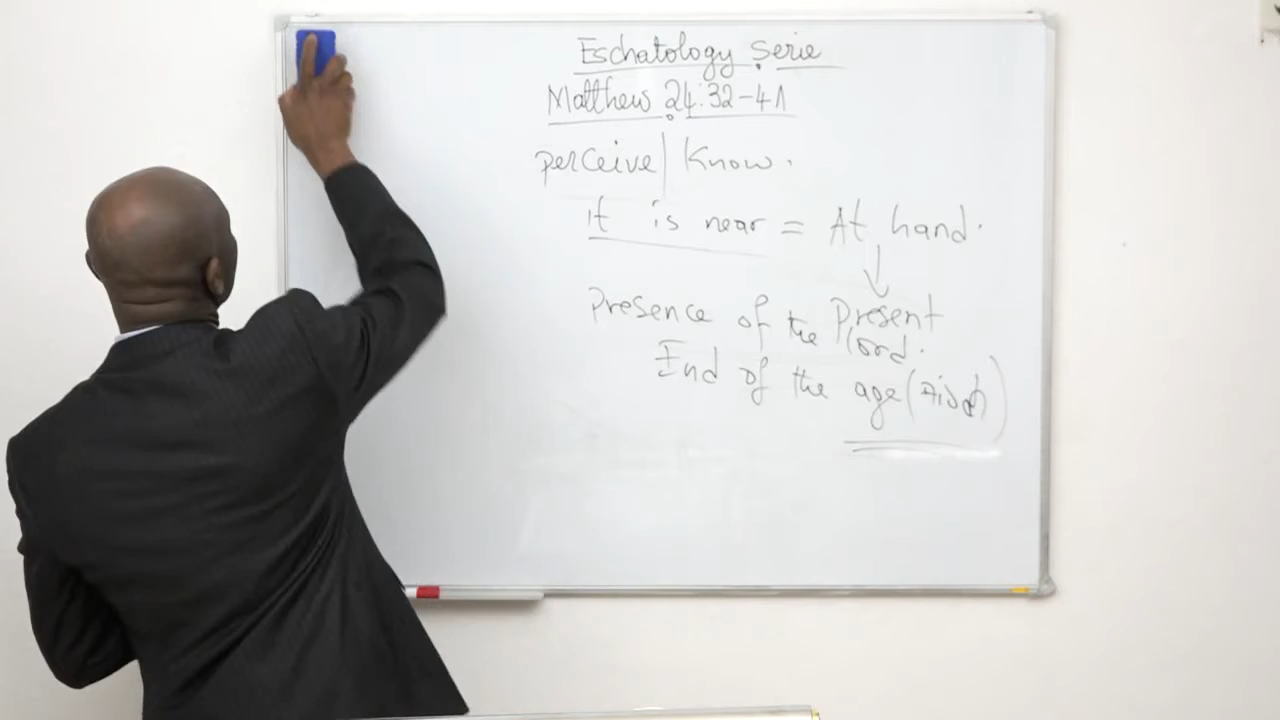 Eschatology Serie
Matthew 24:32-41
perceive | Know.
it is near = At hand.
Presence of the Present
Lord.
End of the age (